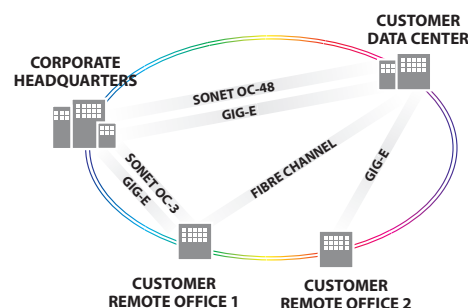 CUSTOMER
DATA CENTER
CORPORATE
HEADQUARTERS
SONET OC-48
GIG-E
SONET OC-3
GIG-E
FIBRE CHANNEL
GIG-E
CUSTOMER
REMOTE OFFICE 1
CUSTOMER
REMOTE OFFICE 2